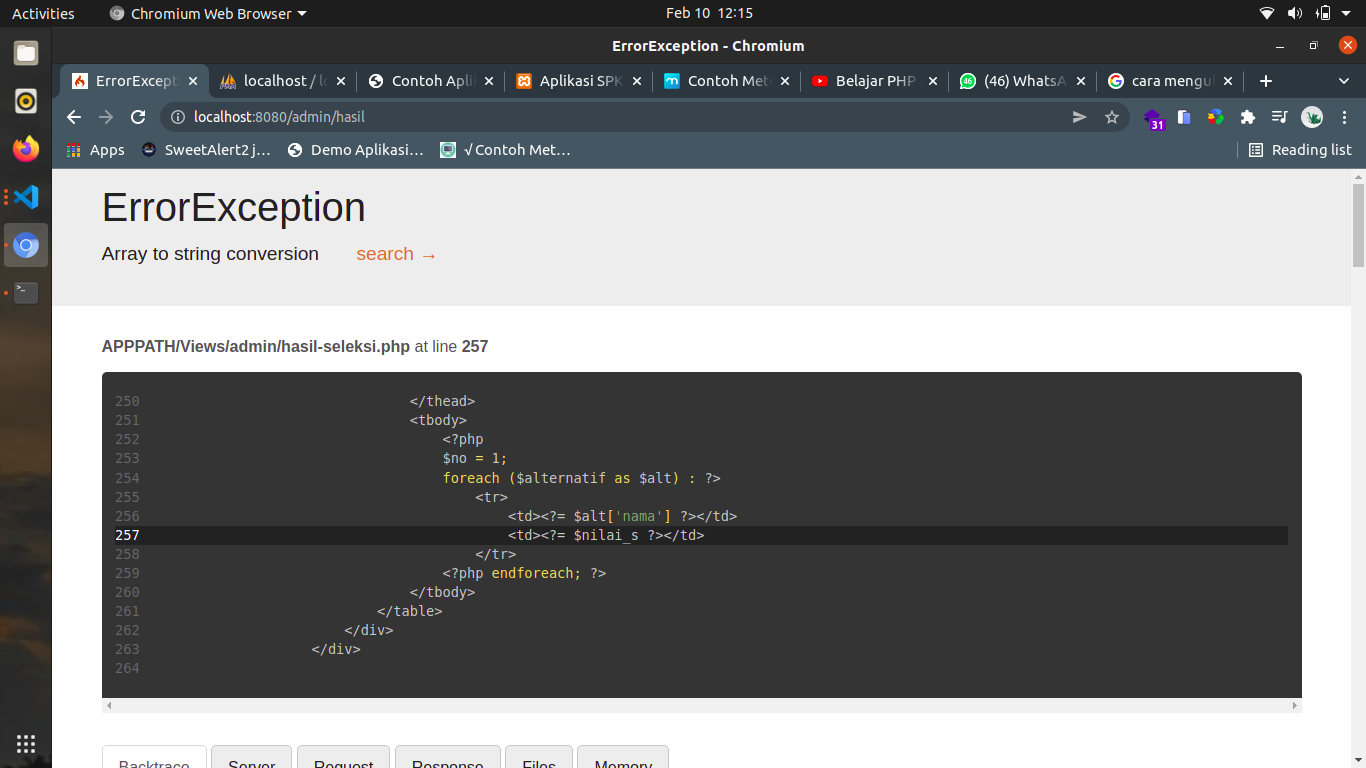 Activities
Chromium Web Browser
Feb 10 12:15
ErrorException - Chromium
ErrorExcept
localhost / lo
Contoh Apli
Aplikasi SPK
Contoh Met
Belajar PHP
(46) WhatsA
cara mengu
localhost:8080/admin/hasil
31
Apps
SweetAlert2 j…
Demo Aplikasi…
√ Contoh Met…
Reading list
ErrorException
Array to string conversion search →
APPPATH/Views/admin/hasil-seleksi.php at line 257
250 </thead>
251 <tbody>
252 <?php
253 $no = 1;
254 foreach ($alternatif as $alt) : ?>
255 <tr>
256 <td><?= $alt['nama'] ?></td>
257 <td><?= $nilai_s ?></td>
258 </tr>
259 <?php endforeach; ?>
260 </tbody>
261 </table>
262 </div>
263 </div>
264
Backtrace Server Request Response Files Memory